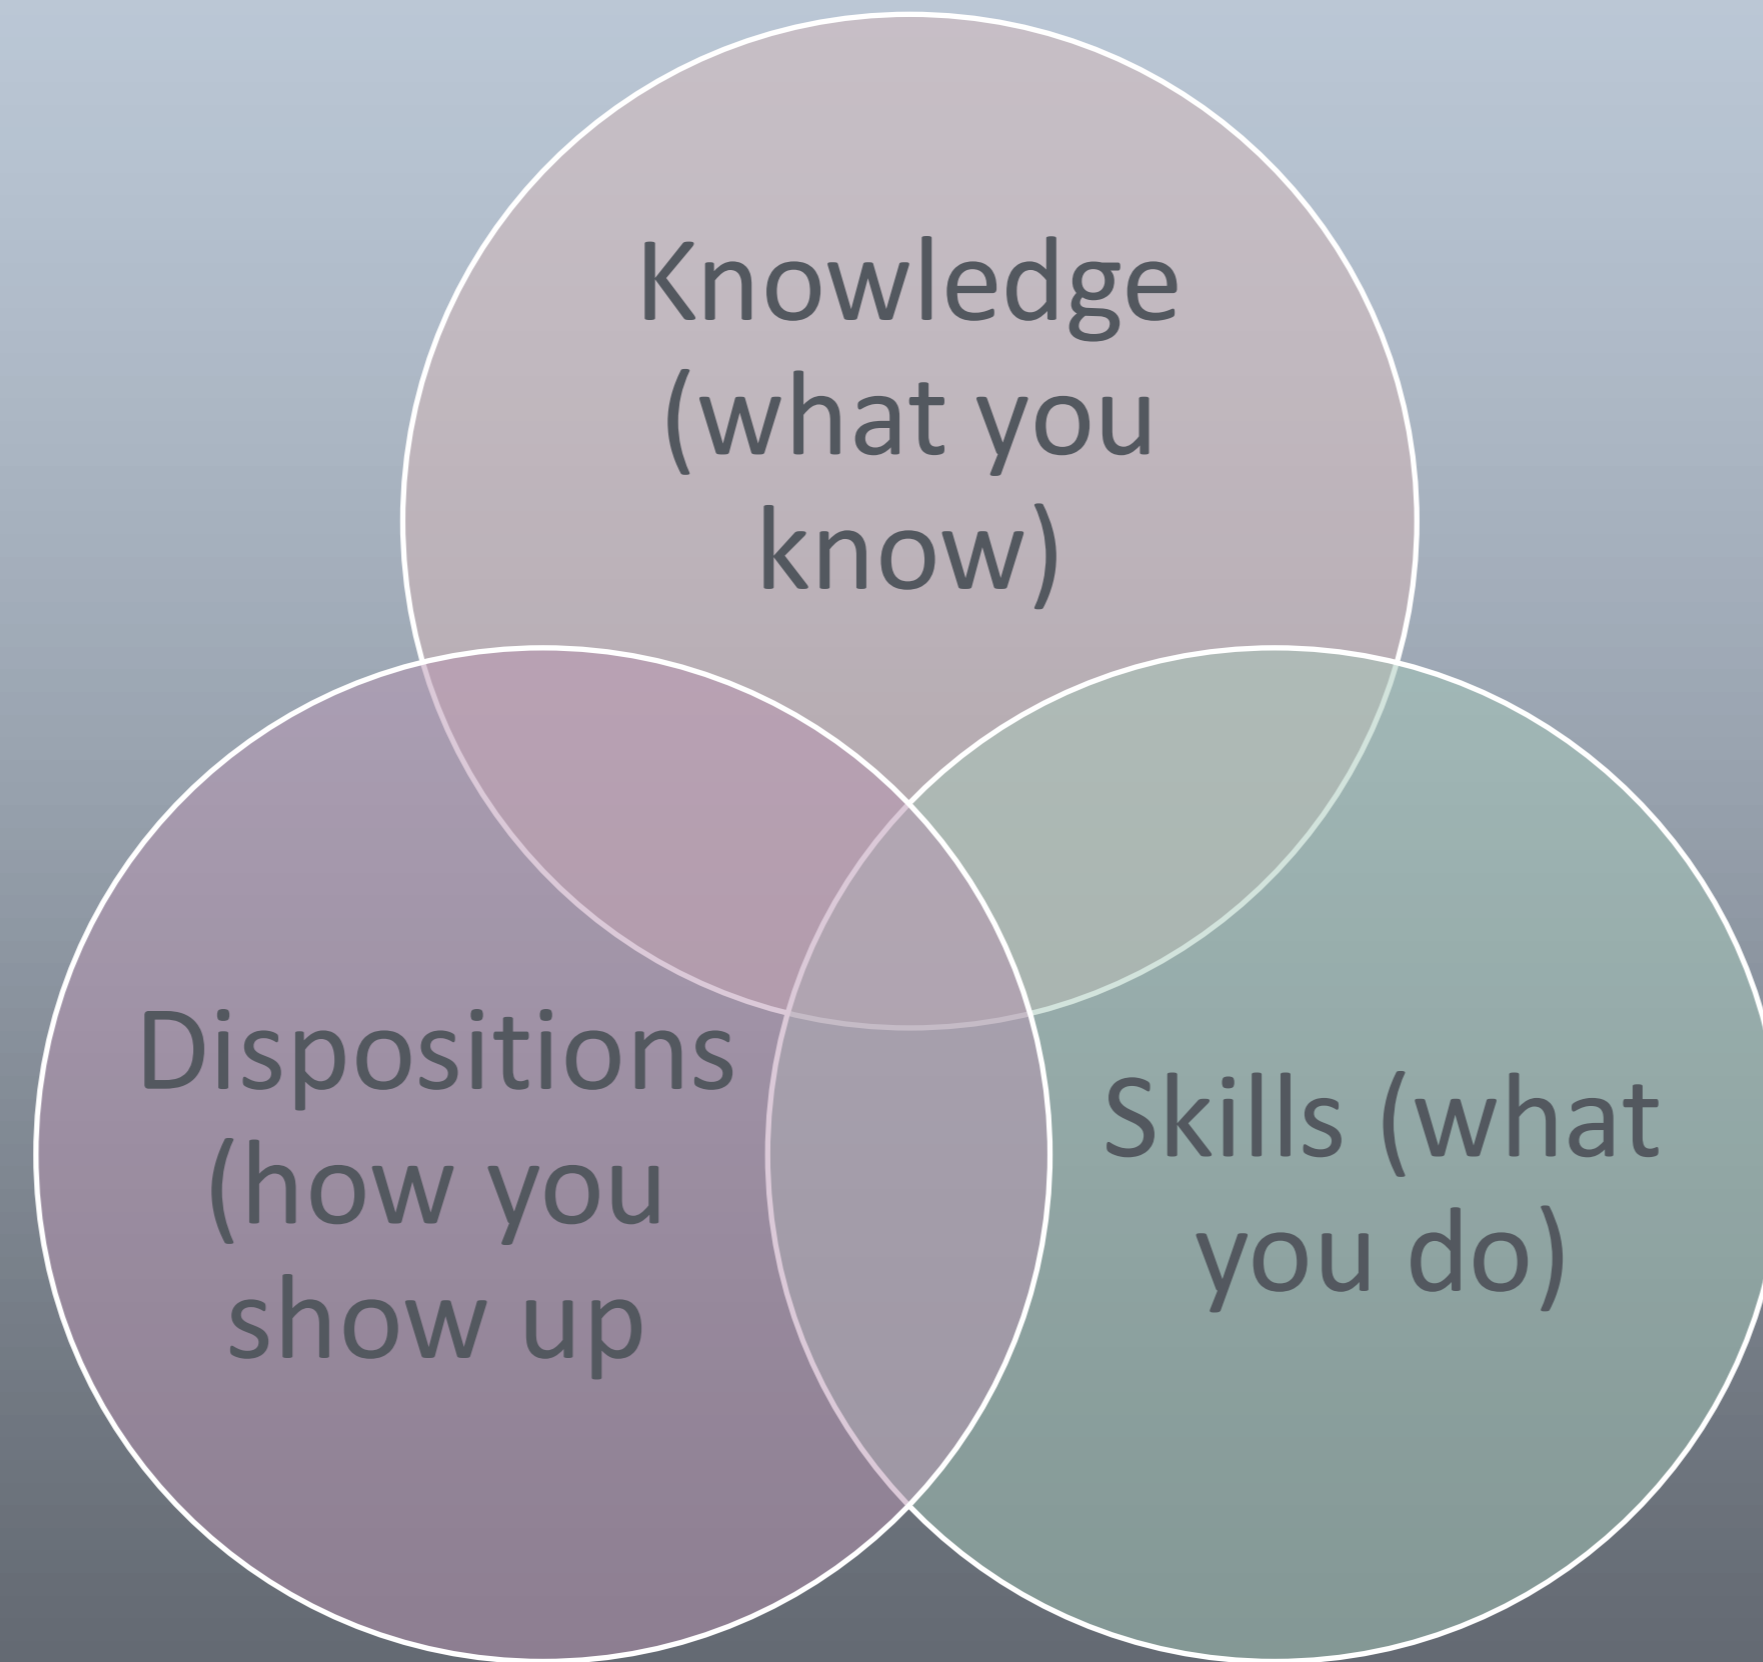 Knowledge
(what you
know)
Dispositions
(how you
show up
Skills (what
you do)